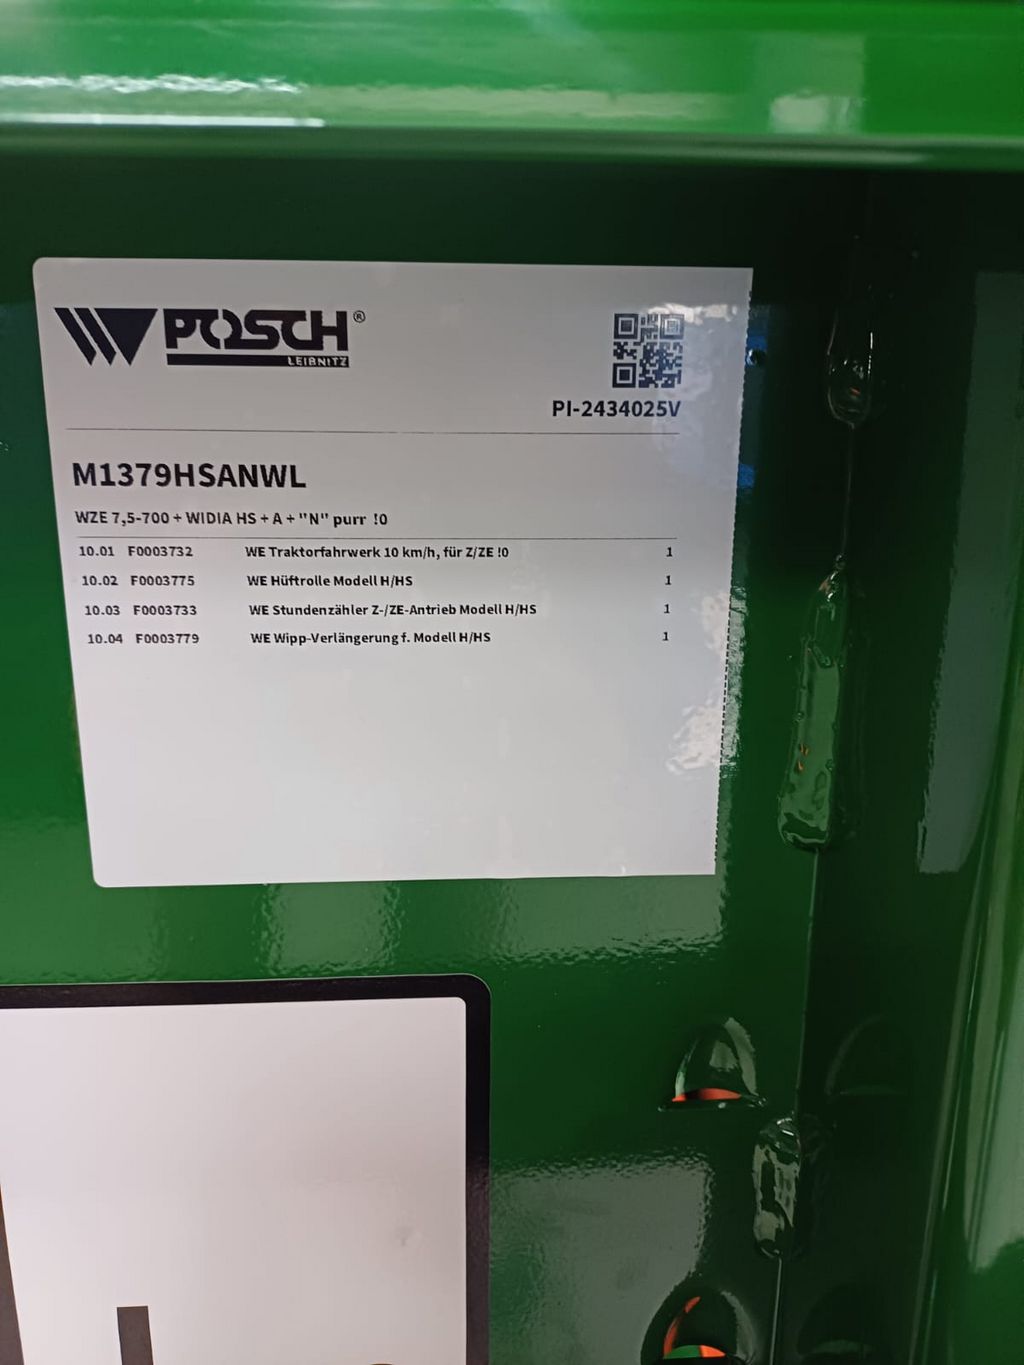 POSCH®
LEIBNITZ
PI-2434025V
M1379HSANWL
WZE 7,5-700 + WIDIA HS + A + "N" purr !0
10.01 F0003732 WE Traktorfahrwerk 10 km/h, für Z/ZE !0 1
10.02 F0003775 WE Hüftrolle Modell H/HS 1
10.03 F0003733 WE Stundenzähler Z-/ZE-Antrieb Modell H/HS 1
10.04 F0003779 WE Wipp-Verlängerung f. Modell H/HS 1